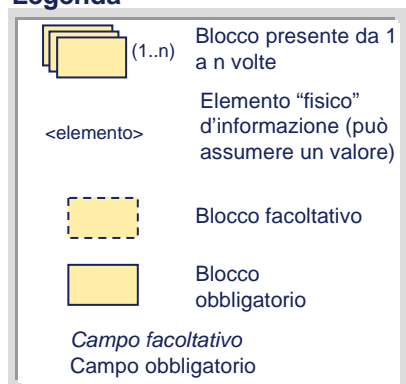 Legenda
(1..n)
Blocco presente da 1
a n volte
<elemento>
Elemento “fisico”
d’informazione (può
assumere un valore)
Blocco facoltativo
Blocco
obbligatorio
Campo facoltativo
Campo obbligatorio